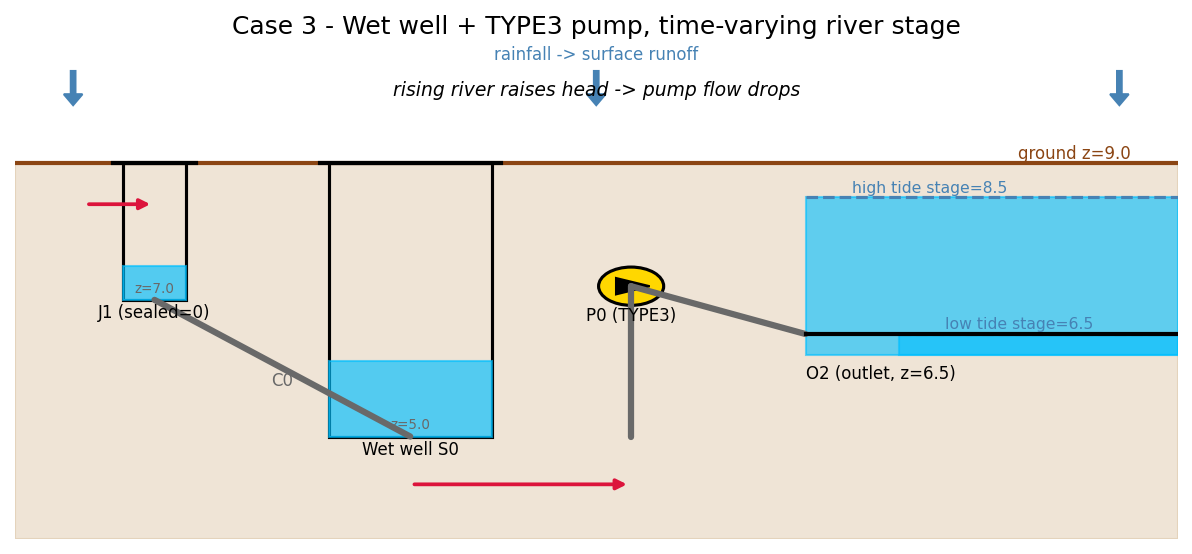 Case 3 - Wet well + TYPE3 pump, time-varying river stage
rainfall -> surface runoff
rising river raises head -> pump flow drops
ground z=9.0
high tide stage=8.5
z=7.0
J1 (sealed=0)
P0 (TYPE3)
low tide stage=6.5
O2 (outlet, z=6.5)
C0
z=5.0
Wet well S0